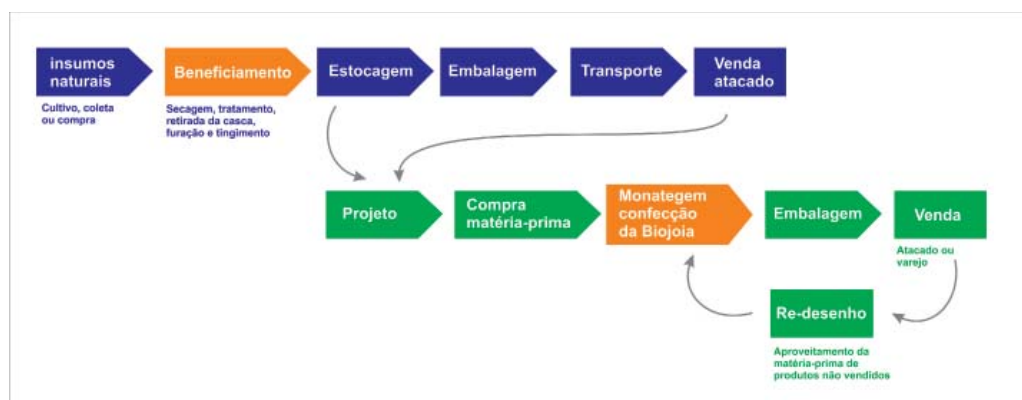 insumos
naturais
Beneficiamento
Estocagem
Embalagem
Transporte
Venda
atacado
Cultivo, coleta
ou compra
Secagem, tratamento,
retirada da casca,
furação e tingimento
Projeto
Compra
matéria-prima
Monategem
confecção
da Biojoia
Embalagem
Venda
Atacado ou
varejo
Re-desenho
Aproveitamento da
matéria-prima de
produtos não vendidos